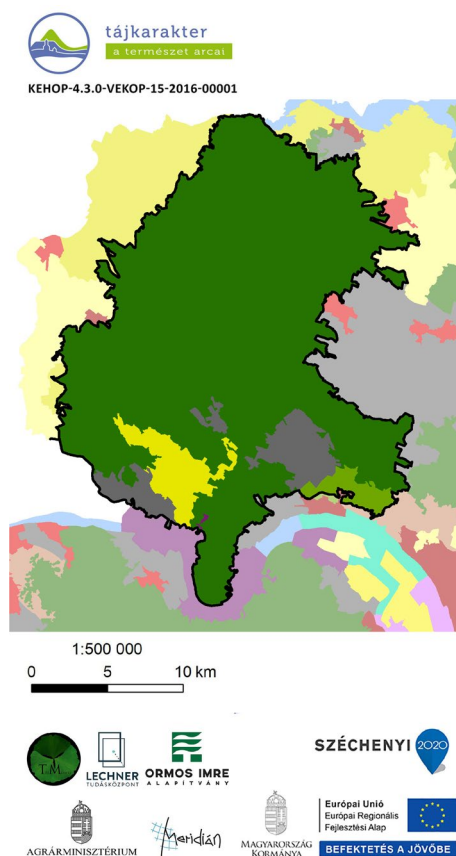 tájkarakter
a természet arcai
KEHOP-4.3.0-VEKOP-15-2016-00001
1:500 000
0 5 10 km
SZÉCHENYI 2020
T.M.
LECHNER
TUDÁSKÖZPONT
ORMOS IMRE
ALAPÍTVÁNY
AGRÁRMINISZTÉRIUM
Meridián
MAGYARORSZÁG
KORMÁNYA
Európai Unió
Európai Regionális
Fejlesztési Alap
BEFEKTETÉS A JÖVŐBE